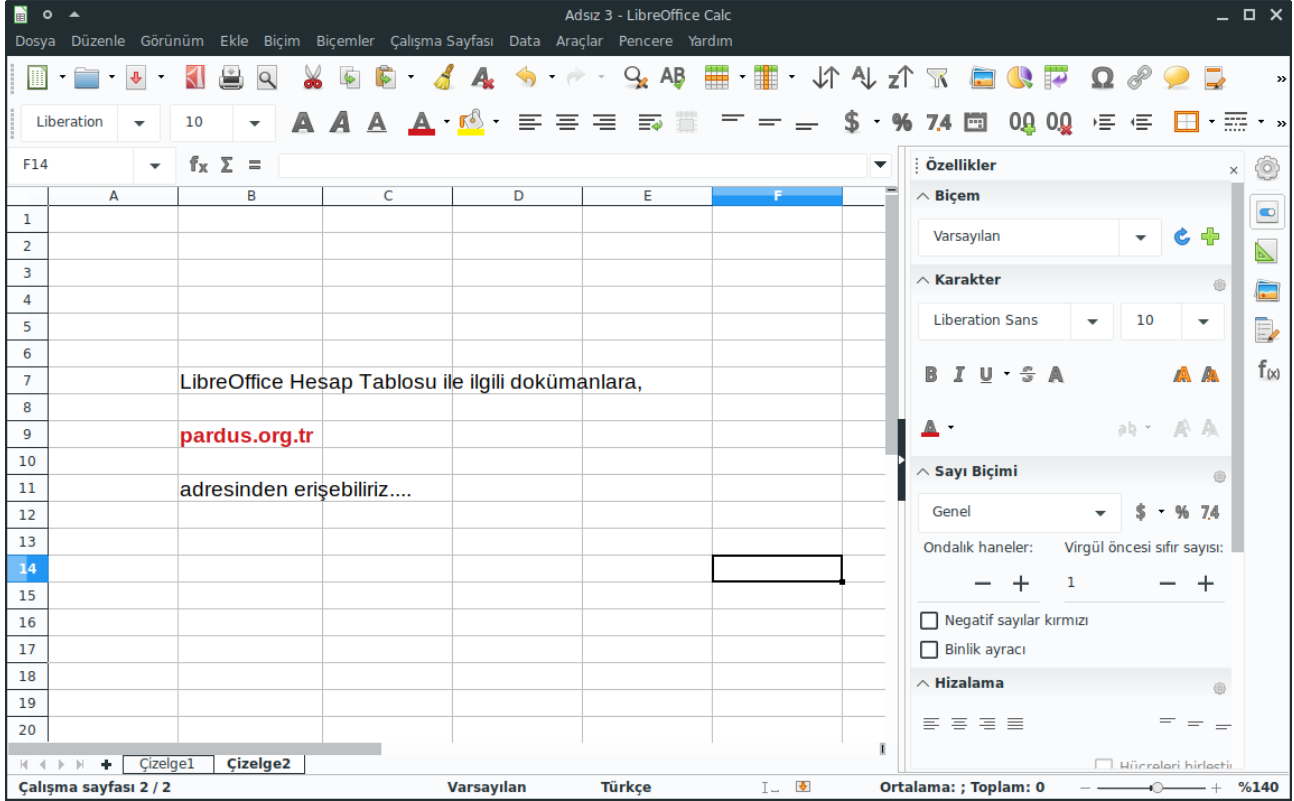 Adsız 3 - LibreOffice Calc
Dosya Düzenle Görünüm Ekle Biçim Biçemler Çalışma Sayfası Data Araçlar Pencere Yardım
Liberation 10
F14
A B C D E F
1
2
3
4
5
6
7 LibreOffice Hesap Tablosu ile ilgili dokümanlara,
8
9 pardus.org.tr
10
11 adresinden erişebiliriz....
12
13
14
15
16
17
18
19
20
Çizelge1 Çizelge2
Çalışma sayfası 2 / 2 Varsayılan Türkçe Ortalama: ; Toplam: 0 %140
Özellikler
Biçem
Varsayılan
Karakter
Liberation Sans 10
Sayı Biçimi
Genel
Ondalık haneler: Virgül öncesi sıfır sayısı:
1
Negatif sayılar kırmızı
Binlik ayracı
Hizalama
Hücreleri birleşti